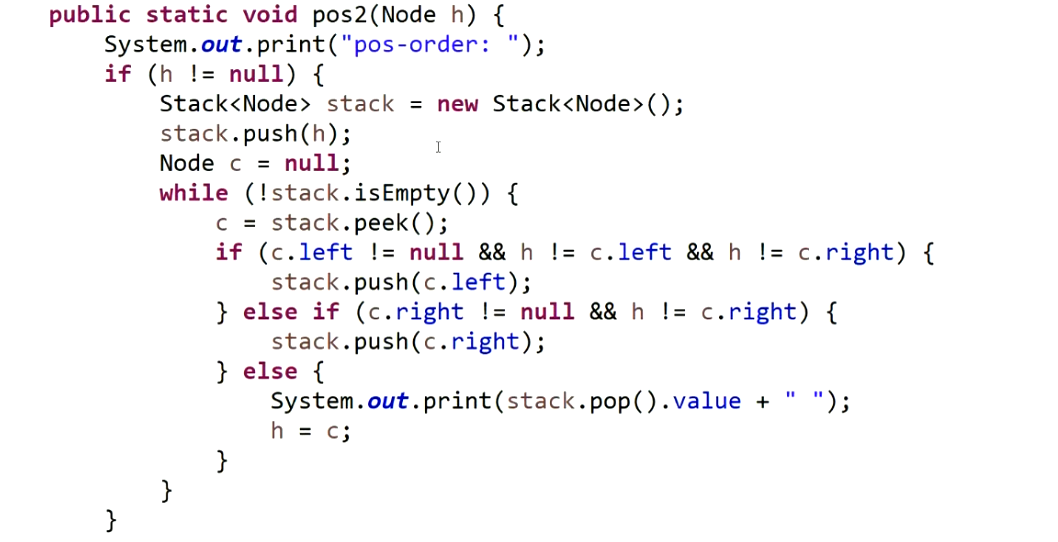 public static void pos2(Node h) {
System.out.print("pos-order: ");
if (h != null) {
Stack<Node> stack = new Stack<Node>();
stack.push(h);
Node c = null;
while (!stack.isEmpty()) {
c = stack.peek();
if (c.left != null && h != c.left && h != c.right) {
stack.push(c.left);
} else if (c.right != null && h != c.right) {
stack.push(c.right);
} else {
System.out.print(stack.pop().value + " ");
h = c;
}
}
}